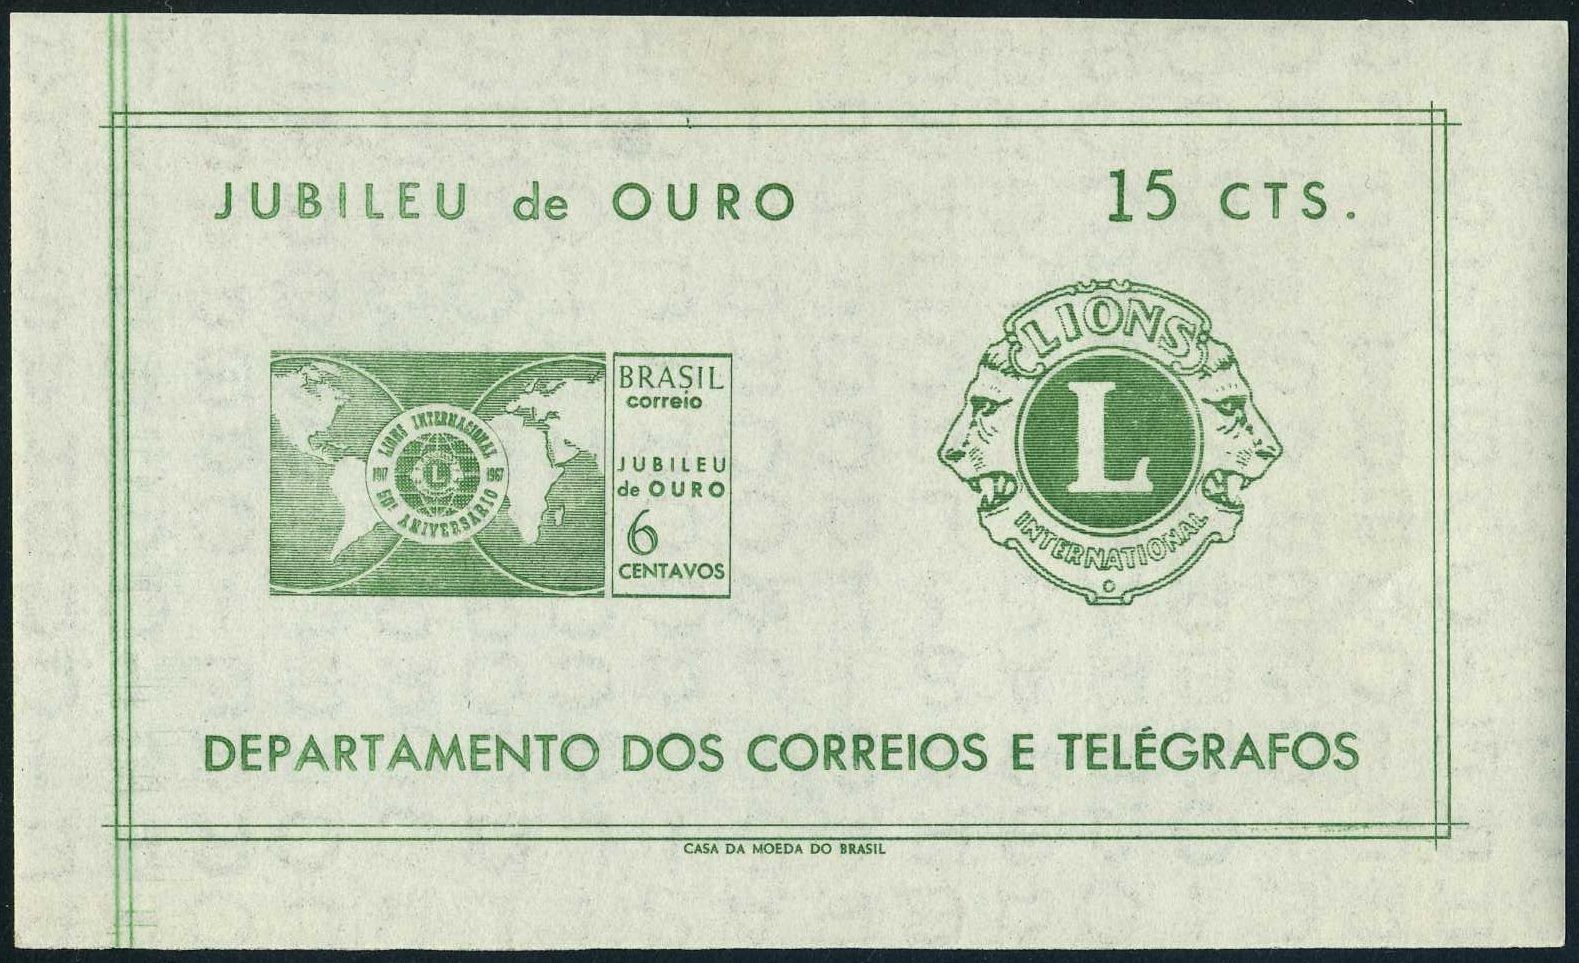 JUBILEU de OURO
15 CTS.
BRASIL
correio
LIONS INTERNACIONAL
1917 1967
50º ANIVERSARIO
L
JUBILEU
de OURO
6
CENTAVOS
LIONS
L
INTERNATIONAL
DEPARTAMENTO DOS CORREIOS E TELÉGRAFOS
CASA DA MOEDA DO BRASIL